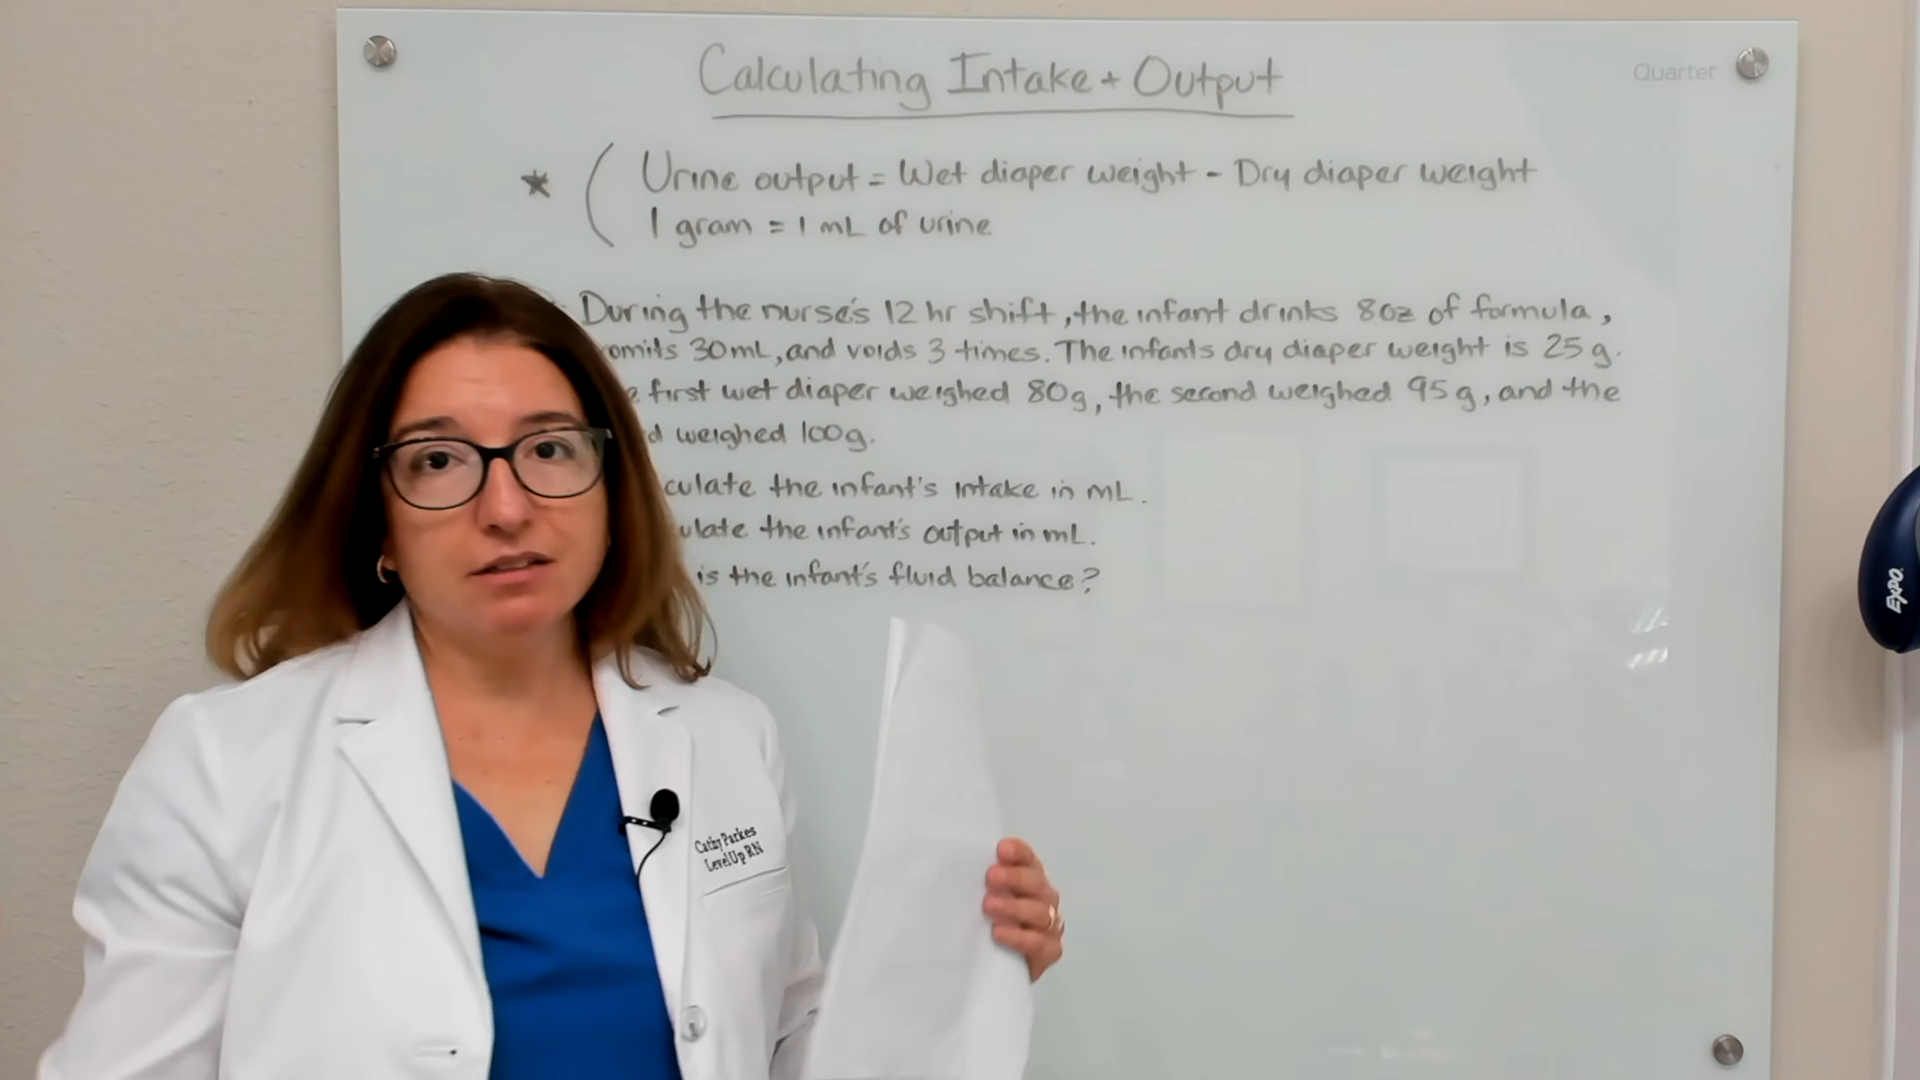 Calculating Intake + Output
Quartet
* Urine output = Wet diaper weight - Dry diaper weight
1 gram = 1 mL of urine
During the nurse's 12 hr shift, the infant drinks 8oz of formula,
omits 30mL, and voids 3 times. The infants dry diaper weight is 25 g.
first wet diaper weighed 80g, the second weighed 95 g, and the
d weighed 100g.
culate the infant's intake in mL.
ulate the infant's output in mL.
is the infant's fluid balance?
EXPO
Cathy Parkes
Level Up RN